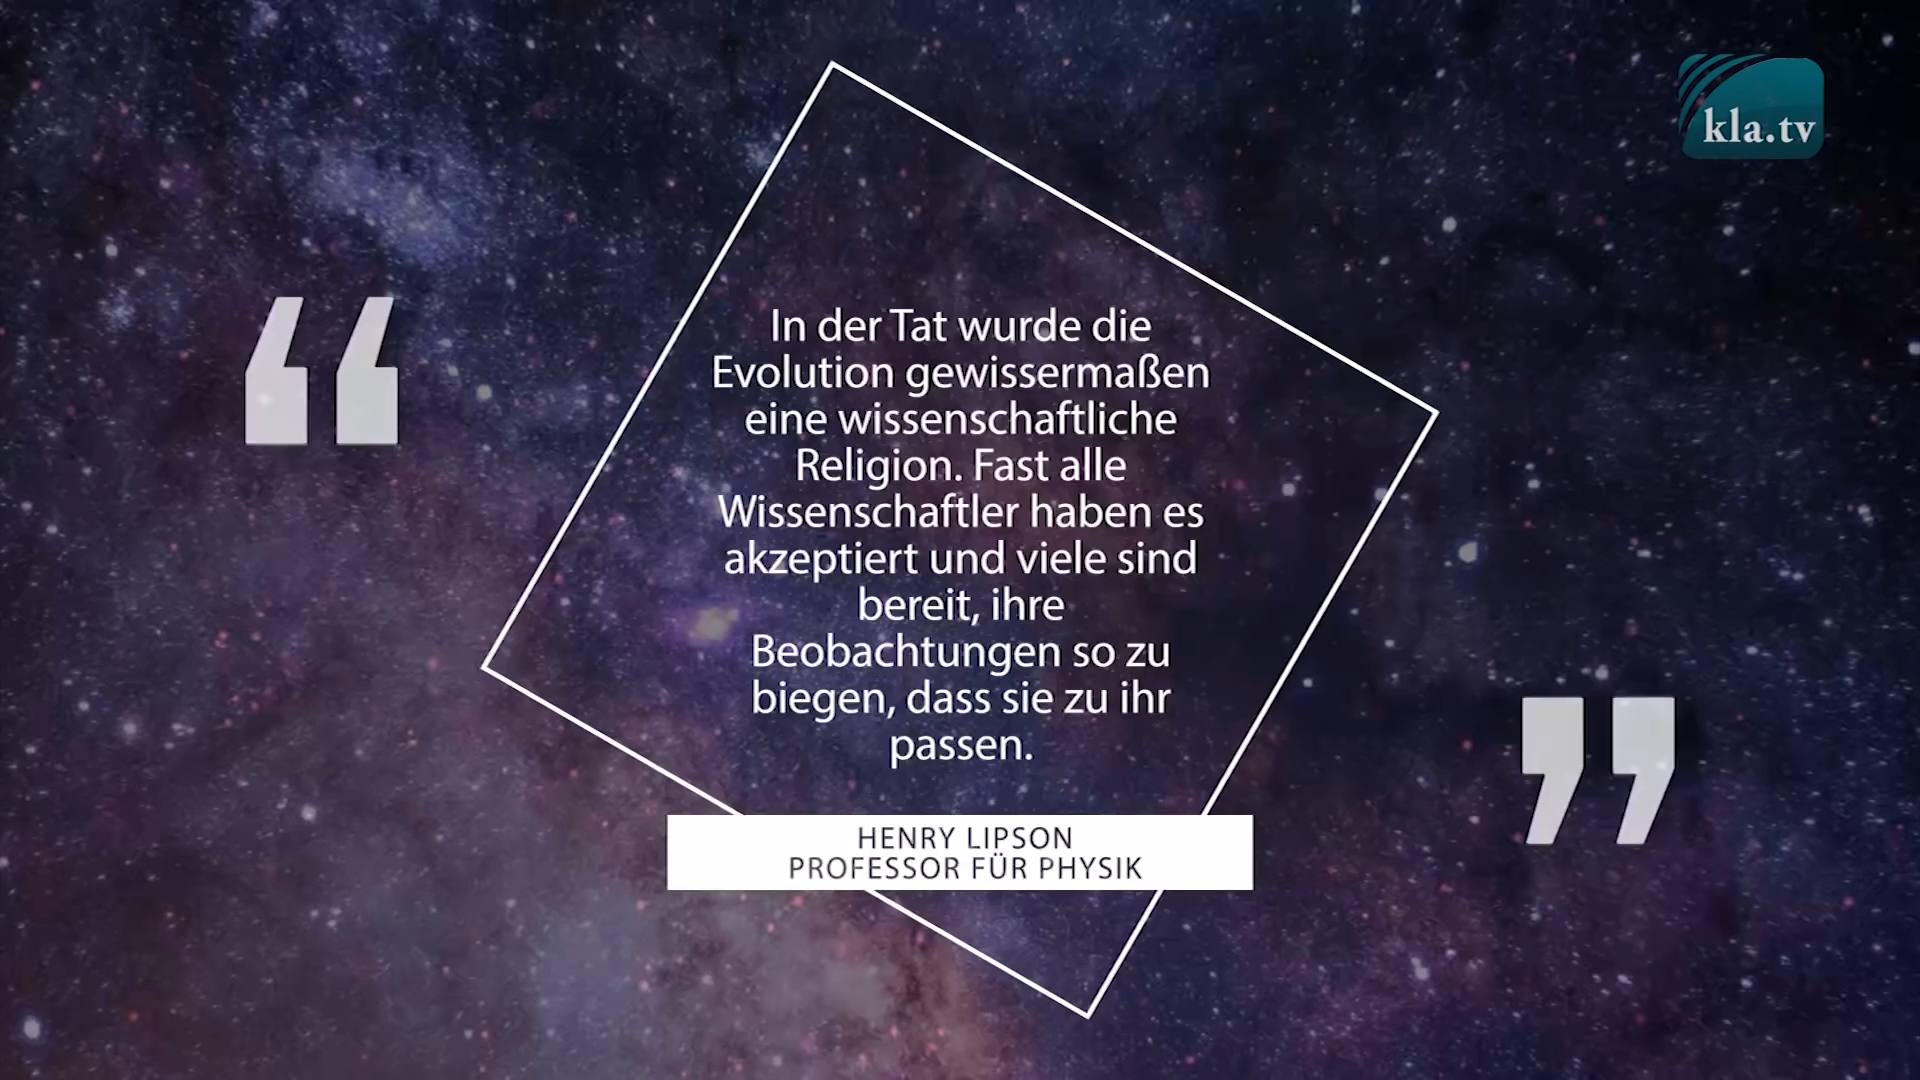 kla.tv
“
In der Tat wurde die
Evolution gewissermaßen
eine wissenschaftliche
Religion. Fast alle
Wissenschaftler haben es
akzeptiert und viele sind
bereit, ihre
Beobachtungen so zu
biegen, dass sie zu ihr
passen.
”
HENRY LIPSON
PROFESSOR FÜR PHYSIK